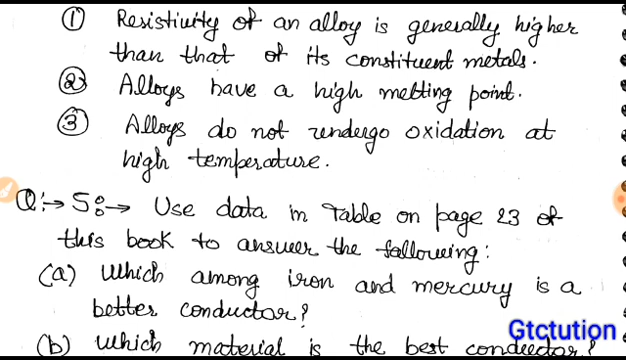 ① Resistivity of an alloy is generally higher
than that of its constituent metals.
② Alloys have a high melting point.
③ Alloys do not undergo oxidation at
high temperature.
Q:→ 5:→ Use data in Table on page 23 of
this book to answer the following:
(a) Which among iron and mercury is a
better conductor?
Gtctution
(b) Which material is the best conductor?